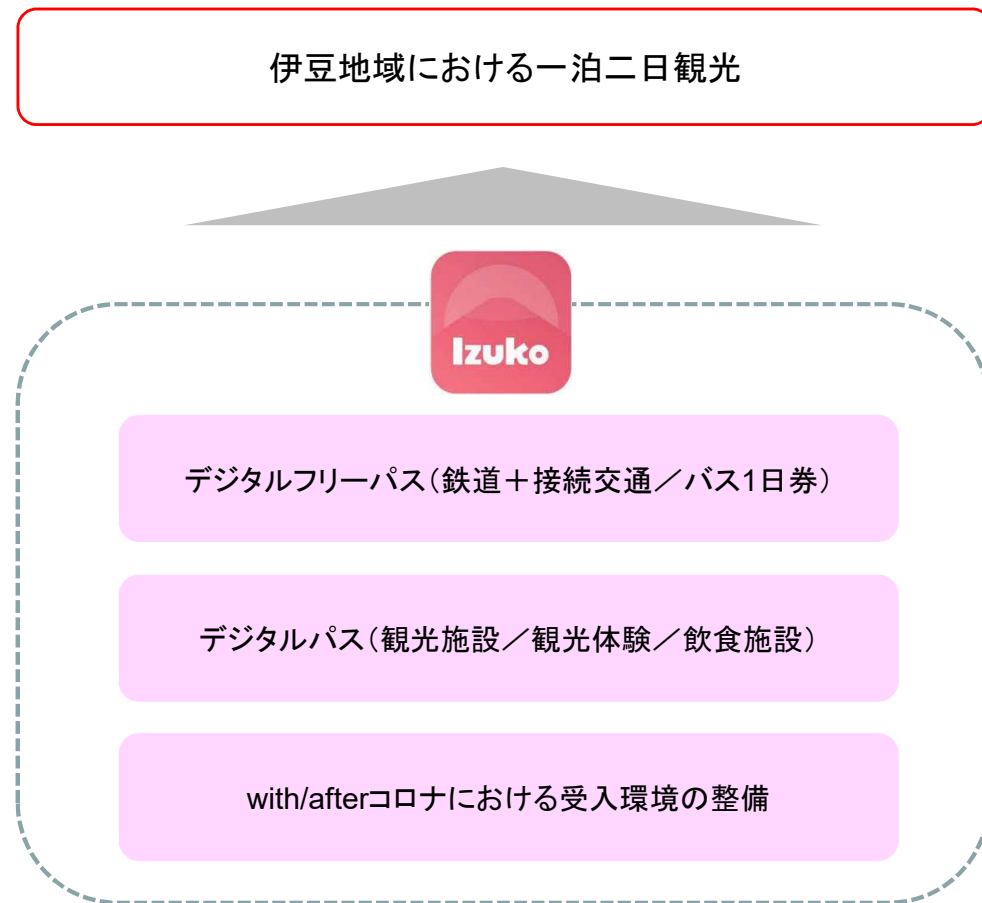 伊豆地域における一泊二日観光
Izuko
デジタルフリーパス（鉄道＋接続交通／バス1日券）
デジタルパス（観光施設／観光体験／飲食施設）
with/afterコロナにおける受入環境の整備